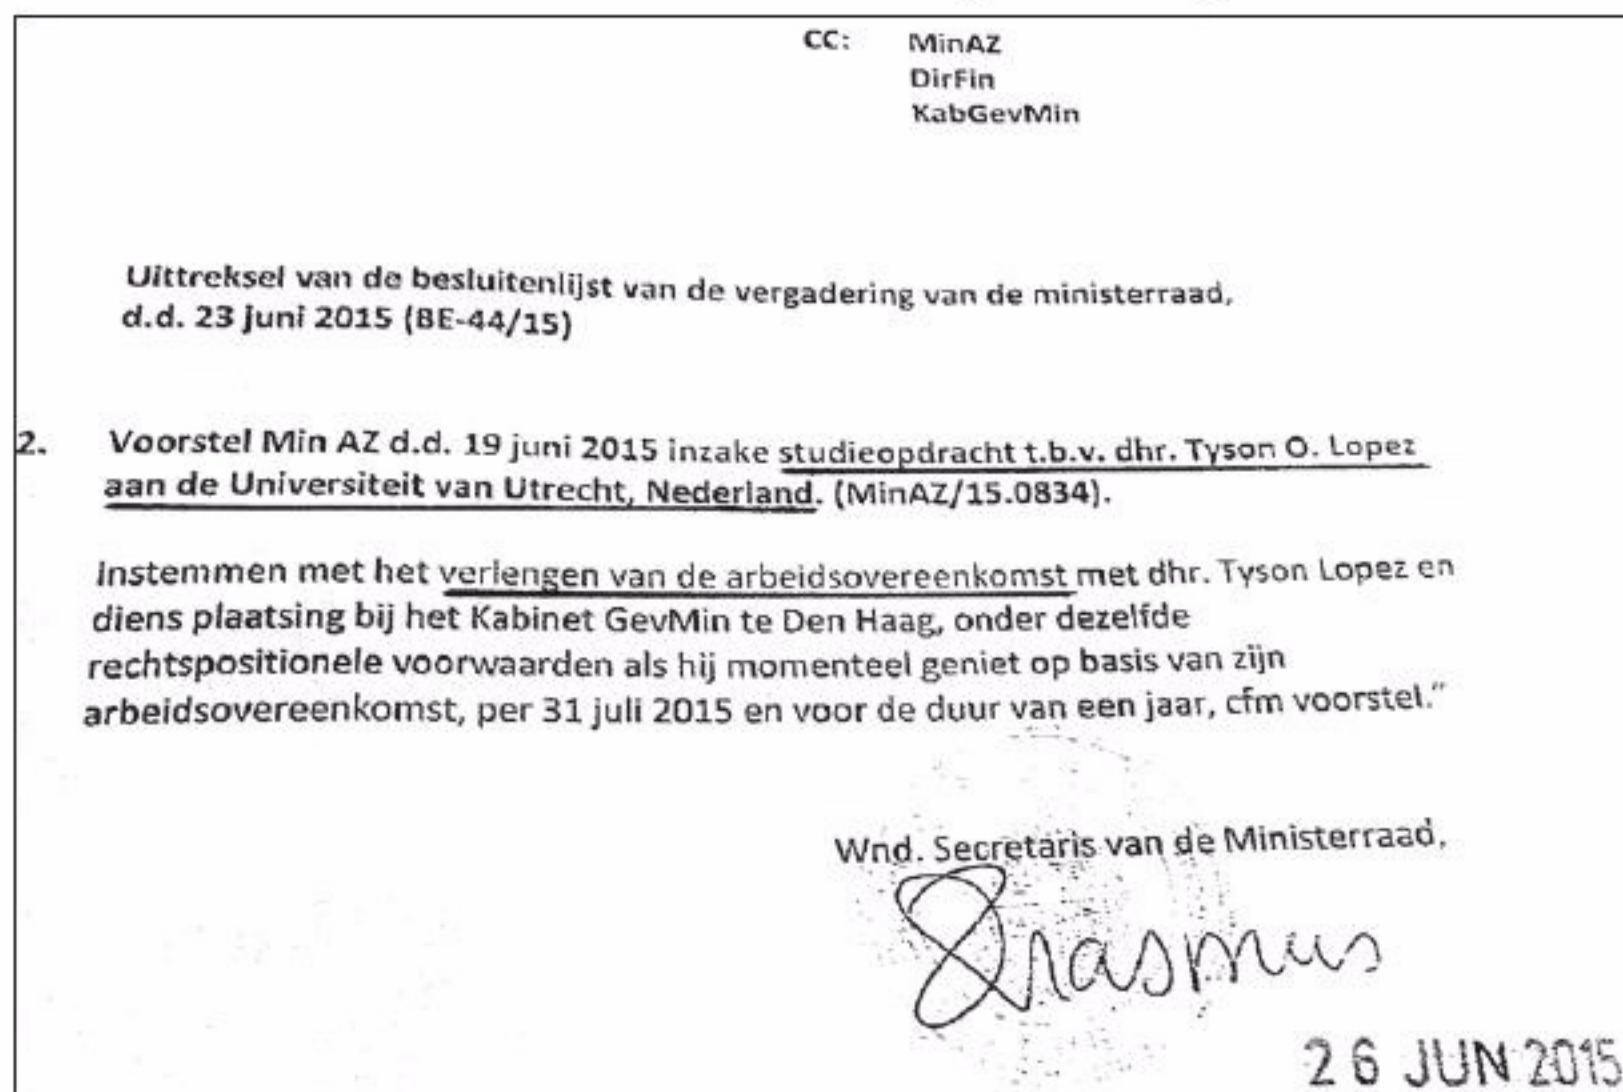 CC: MinAZ
DirFin
KabGevMin
Uittreksel van de besluitenlijst van de vergadering van de ministerraad,
d.d. 23 juni 2015 (BE-44/15)
2. Voorstel Min AZ d.d. 19 juni 2015 inzake studieopdracht t.b.v. dhr. Tyson O. Lopez
aan de Universiteit van Utrecht, Nederland. (MinAZ/15.0834).
Instemmen met het verlengen van de arbeidsovereenkomst met dhr. Tyson Lopez en
diens plaatsing bij het Kabinet GevMin te Den Haag, onder dezelfde
rechtspositionele voorwaarden als hij momenteel geniet op basis van zijn
arbeidsovereenkomst, per 31 juli 2015 en voor de duur van een jaar, cfm voorstel.”
Wnd. Secretaris van de Ministerraad,
Erasmus
26 JUN 2015